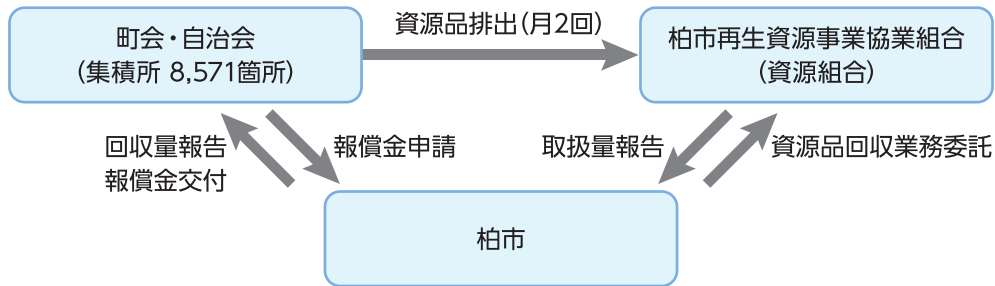 町会・自治会
（集積所 8,571箇所）
資源品排出（月2回）
柏市再生資源事業協業組合
（資源組合）
回収量報告
報償金交付
報償金申請
取扱量報告
資源品回収業務委託
柏市